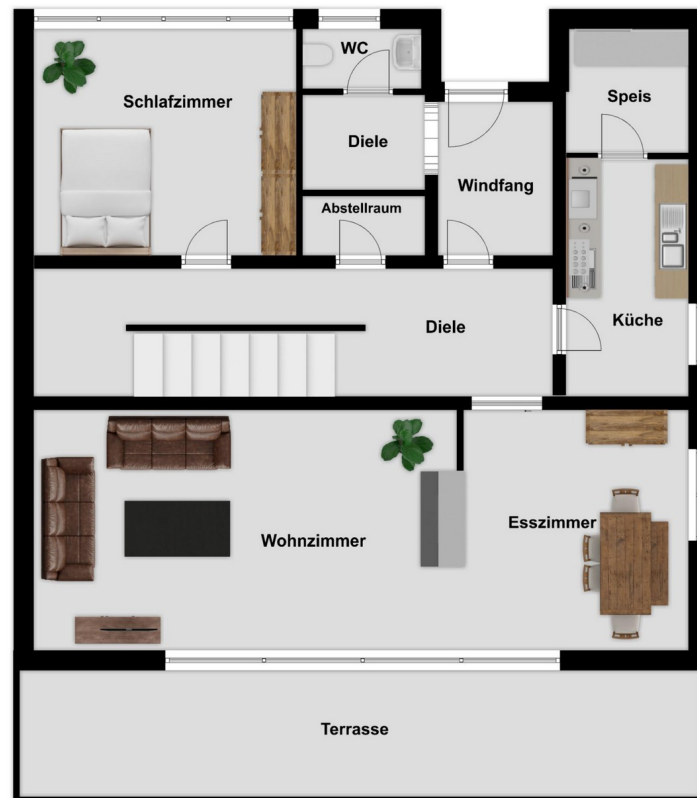 WC
Schlafzimmer
Speis
Diele
Windfang
Abstellraum
Küche
Diele
Esszimmer
Wohnzimmer
Terrasse